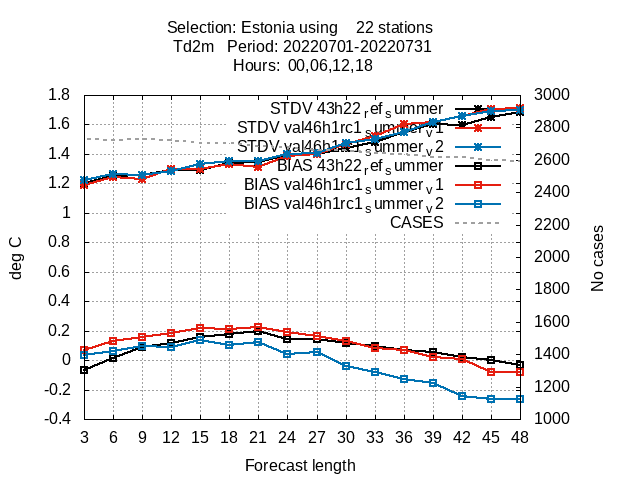 Selection: Estonia using    22 stations
Td2m   Period: 20220701-20220731
Hours:  00,06,12,18
1.8
1.6
1.4
1.2
1
0.8
0.6
0.4
0.2
0
-0.2
-0.4
deg C
STDV 43h22_ref_summer
STDV val46h1rc1_summer_v1
STDV val46h1rc1_summer_v2
BIAS 43h22_ref_summer
BIAS val46h1rc1_summer_v1
BIAS val46h1rc1_summer_v2
CASES
3000
2800
2600
2400
2200
2000
1800
1600
1400
1200
1000
No cases
3 6 9 12 15 18 21 24 27 30 33 36 39 42 45 48
Forecast length